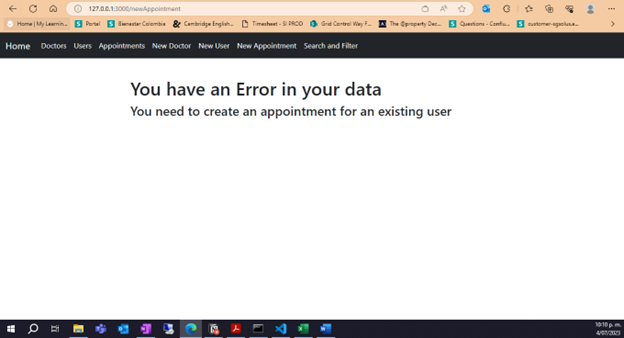 127.0.0.1:3000/newAppointment
Home | My Learnin...
Portal
Bienestar Colombia
Cambridge English...
Timesheet - SI PROD
Grid Control Way F...
The @property Dec...
Questions - Conflu...
customer-egoplus.e...
Home
Doctors
Users
Appointments
New Doctor
New User
New Appointment
Search and Filter
You have an Error in your data
You need to create an appointment for an existing user
10:10 p. m.
4/07/2023